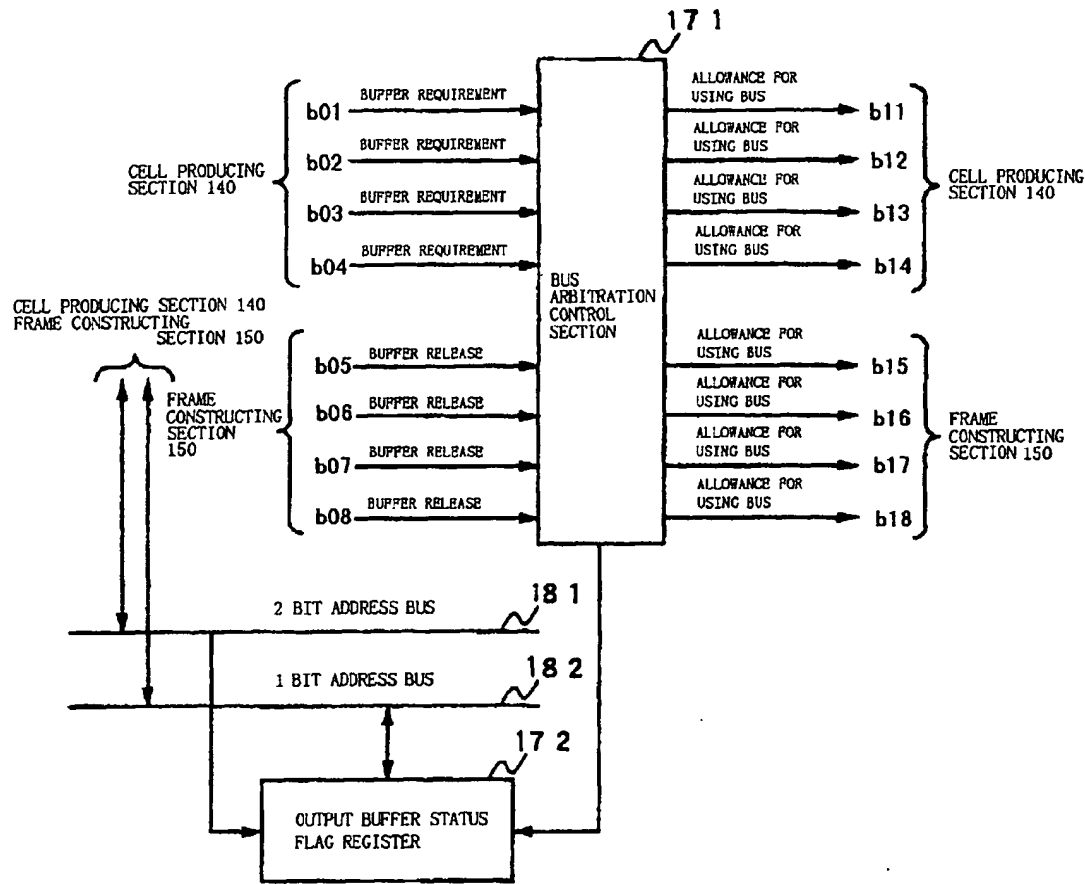 17 1
b01 BUFFER REQUIREMENT
b02 BUFFER REQUIREMENT
b03 BUFFER REQUIREMENT
b04 BUFFER REQUIREMENT
CELL PRODUCING
SECTION 140
BUS
ARBITRATION
CONTROL
SECTION
ALLOWANCE FOR
USING BUS
b11
ALLOWANCE FOR
USING BUS
b12
ALLOWANCE FOR
USING BUS
b13
ALLOWANCE FOR
USING BUS
b14
CELL PRODUCING
SECTION 140
CELL PRODUCING SECTION 140
FRAME CONSTRUCTING
SECTION 150
FRAME
CONSTRUCTING
SECTION
150
b05 BUFFER RELEASE
b06 BUFFER RELEASE
b07 BUFFER RELEASE
b08 BUFFER RELEASE
ALLOWANCE FOR
USING BUS
b15
ALLOWANCE FOR
USING BUS
b16
ALLOWANCE FOR
USING BUS
b17
ALLOWANCE FOR
USING BUS
b18
FRAME
CONSTRUCTING
SECTION 150
2 BIT ADDRESS BUS
18 1
1 BIT ADDRESS BUS
18 2
17 2
OUTPUT BUFFER STATUS
FLAG REGISTER